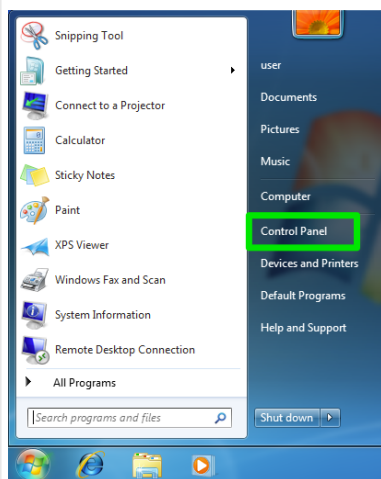 Snipping Tool
Getting Started
Connect to a Projector
Calculator
Sticky Notes
Paint
XPS Viewer
Windows Fax and Scan
System Information
Remote Desktop Connection
All Programs
Search programs and files
user
Documents
Pictures
Music
Computer
Control Panel
Devices and Printers
Default Programs
Help and Support
Shut down